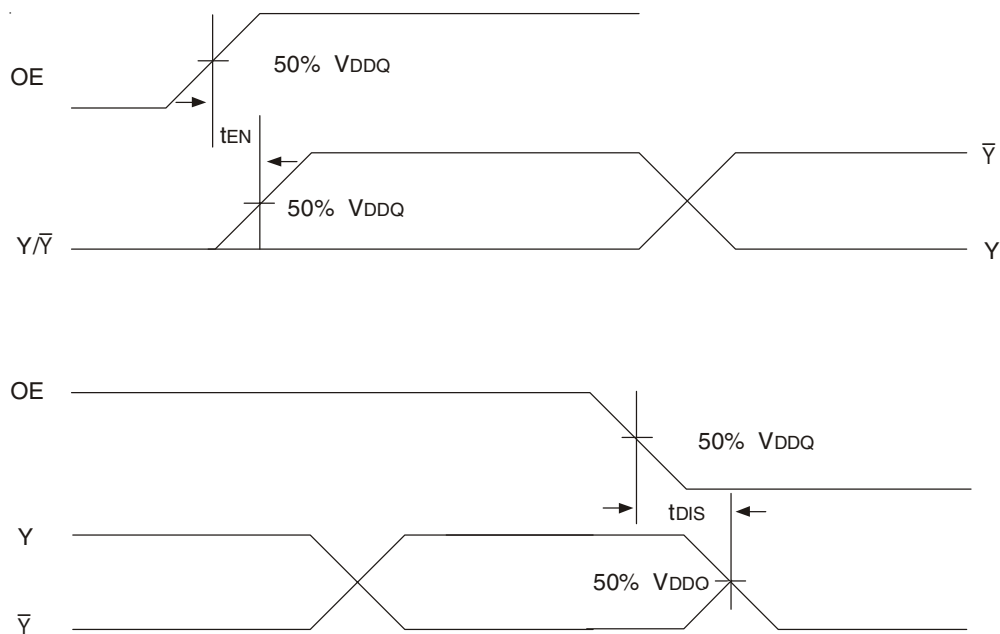 OE
50% VDDQ
tEN
50% VDDQ
Y̅
Y/Y̅
Y
OE
50% VDDQ
tDIS
Y
50% VDDQ
Y̅